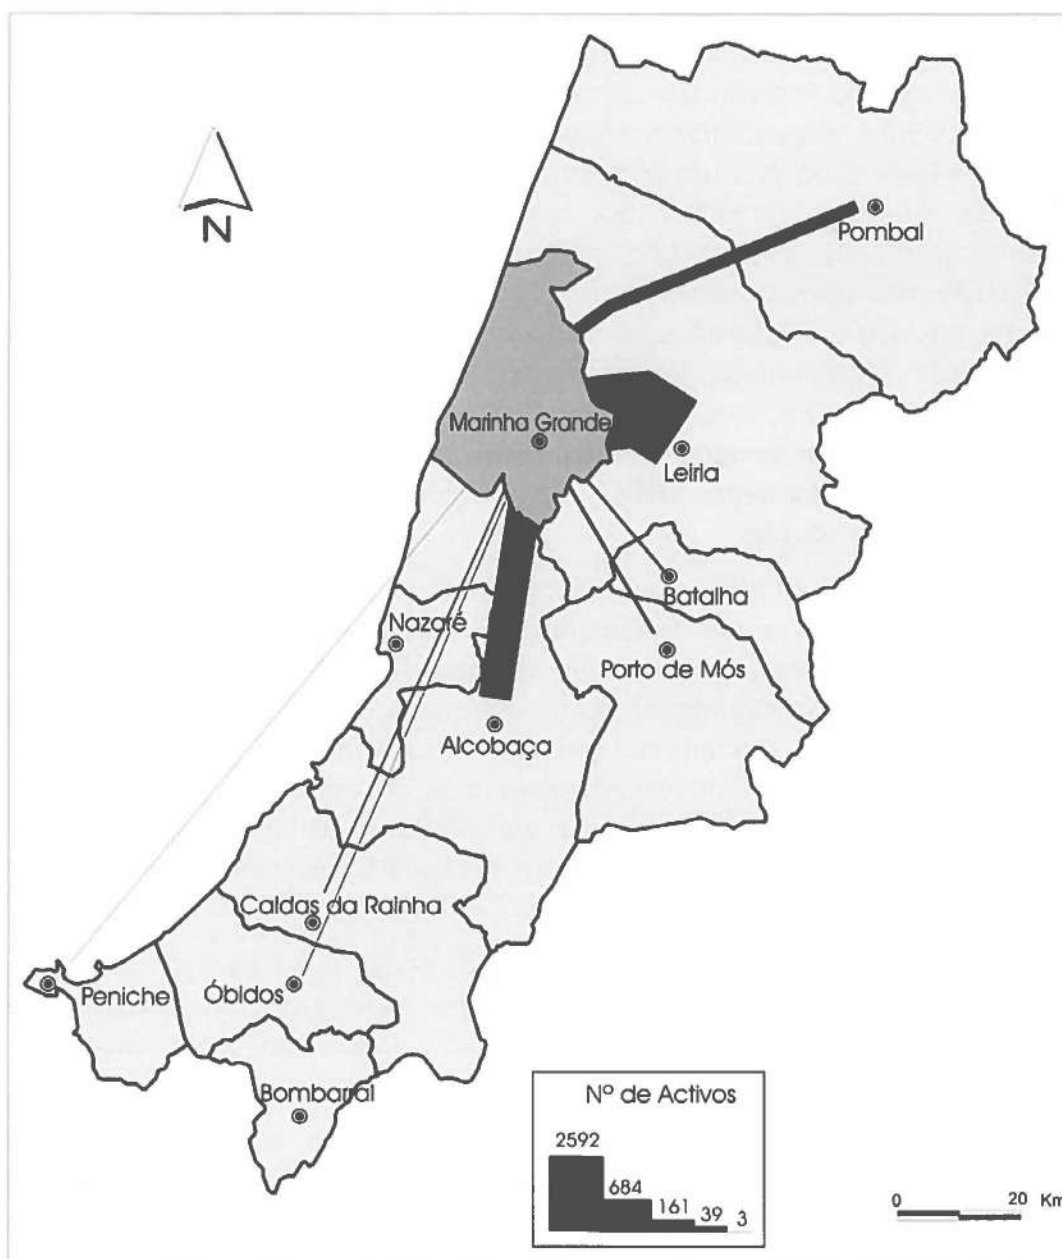 N
Pombal
Marinha Grande
Leiria
Batalha
Nazaré
Porto de Mós
Alcobaça
Caldas da Rainha
Peniche
Óbidos
Bombarral
Nº de Activos
2592
684
161
39
3
0 20 Km